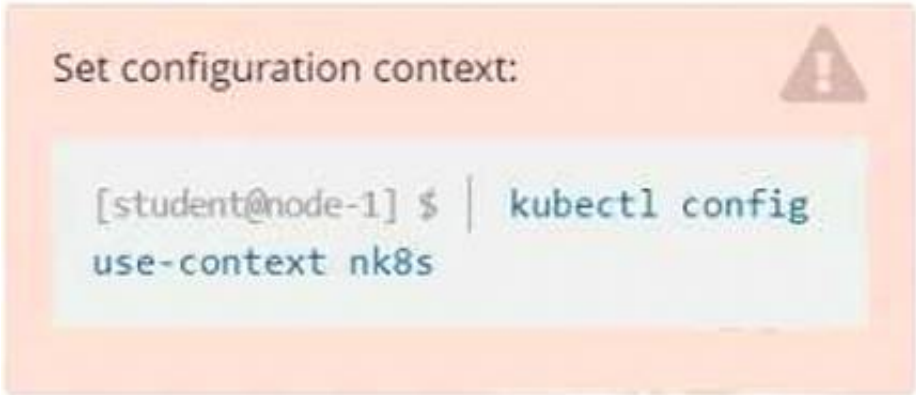 Set configuration context:
[student@node-1] $ | kubectl config
use-context nk8s